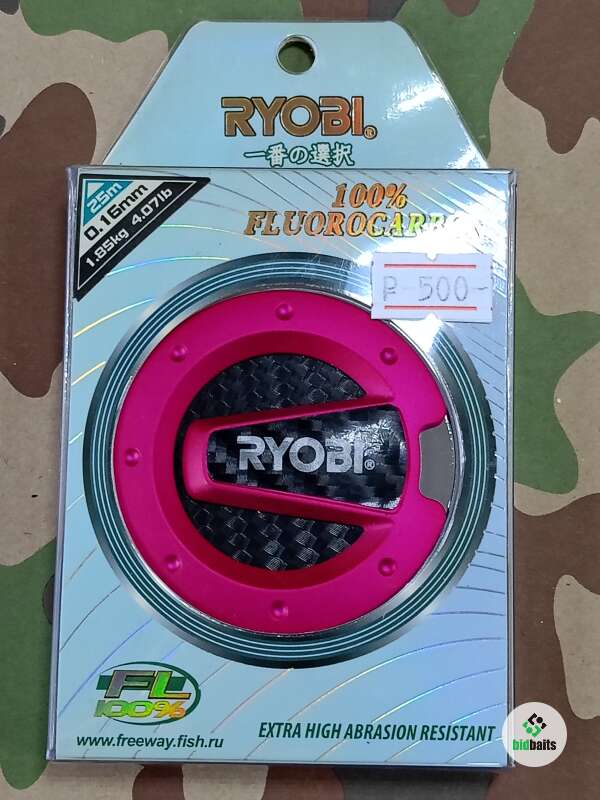 RYOBI®
一番の選択
25m
0.16mm
1.85kg 4.07lb
100%
FLUOROCARBON
₽ 500-
RYOBI®
FL
100%
EXTRA HIGH ABRASION RESISTANT
www.freeway.fish.ru
bidbaits